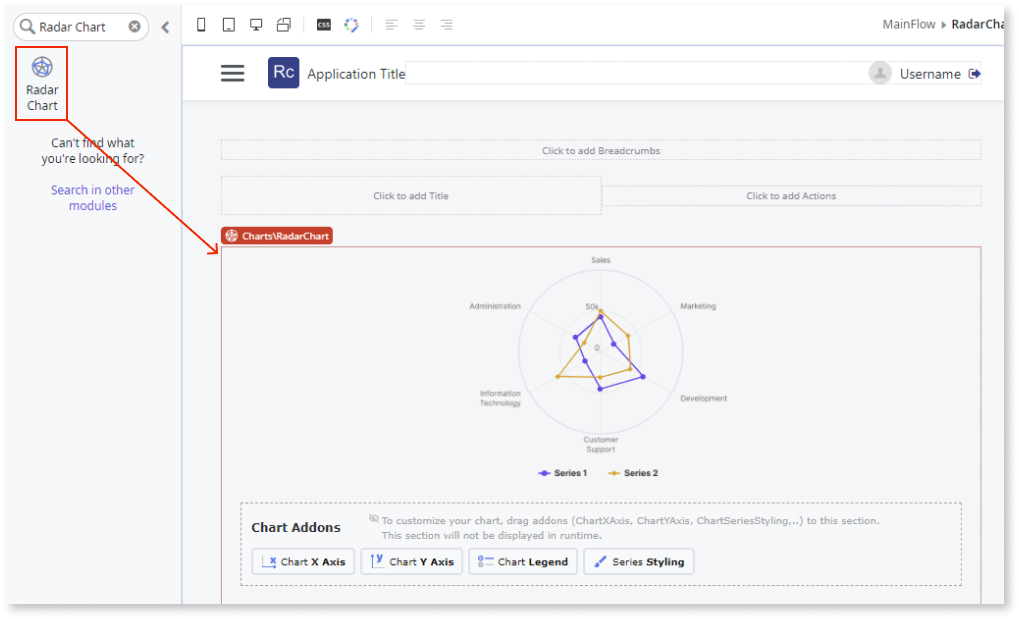 Radar Chart
CSS
MainFlow ▸ RadarCha
Radar
Chart
Can't find what
you're looking for?
Search in other
modules
Rc Application Title
Username
Click to add Breadcrumbs
Click to add Title
Click to add Actions
Charts\RadarChart
Sales
Administration
50k
Marketing
0
Information
Technology
Development
Customer
Support
Series 1 Series 2
Chart Addons
To customize your chart, drag addons (ChartXAxis, ChartYAxis, ChartSeriesStyling,..) to this section.
This section will not be displayed in runtime.
x Chart X Axis
y Chart Y Axis
Chart Legend
Series Styling